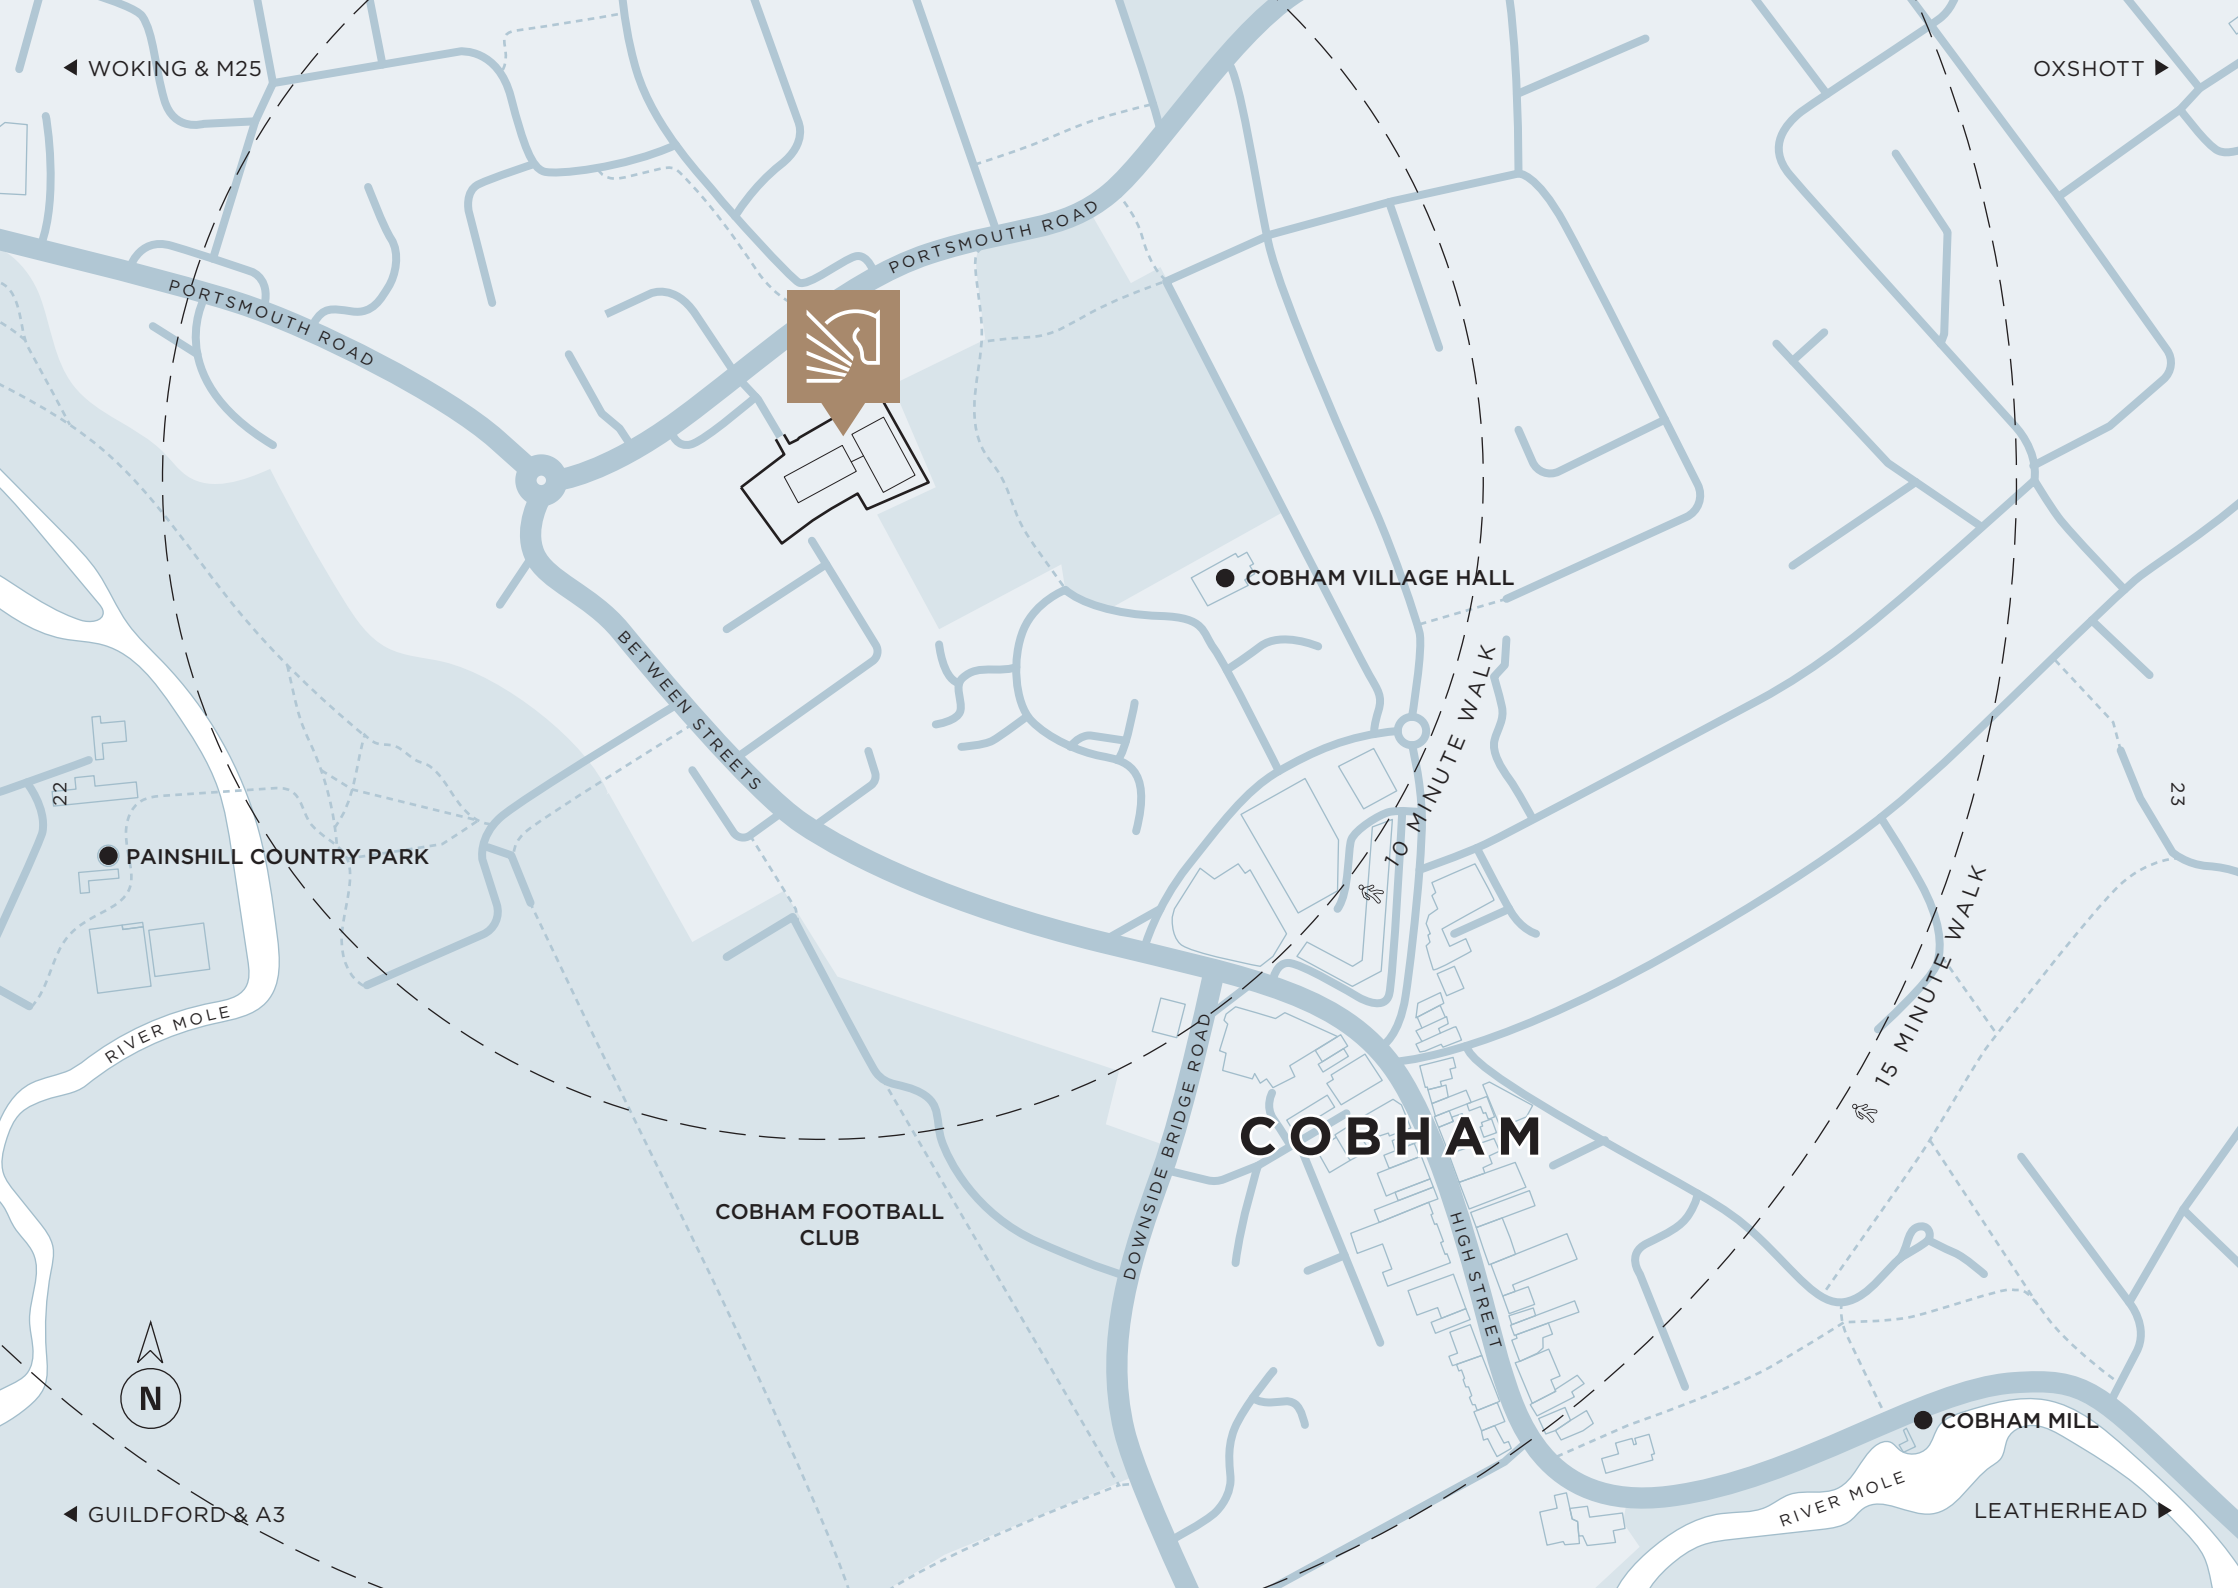 WOKING & M25
OXSHOTT
PORTSMOUTH ROAD
PORTSMOUTH ROAD
COBHAM VILLAGE HALL
BETWEEN STREETS
10 MINUTE WALK
22
23
PAINSHILL COUNTRY PARK
15 MINUTE WALK
RIVER MOLE
DOWNSIDE BRIDGE ROAD
COBHAM
COBHAM FOOTBALL
CLUB
HIGH STREET
N
COBHAM MILL
RIVER MOLE
GUILDFORD & A3
LEATHERHEAD